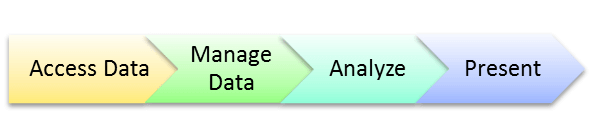 Access Data
Manage
Data
Analyze
Present